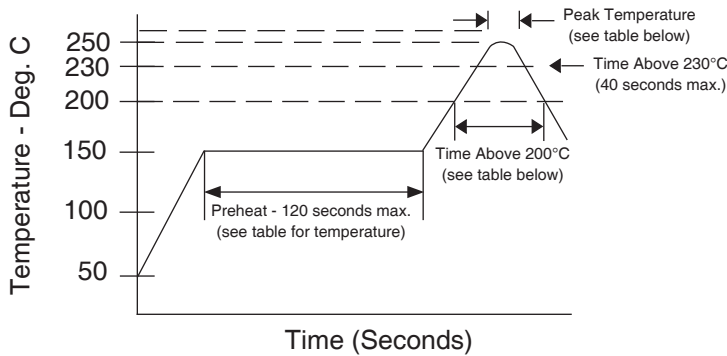 Temperature - Deg. C
250
230
200
150
100
50
Peak Temperature
(see table below)
Time Above 230°C
(40 seconds max.)
Time Above 200°C
(see table below)
Preheat - 120 seconds max.
(see table for temperature)
Time (Seconds)